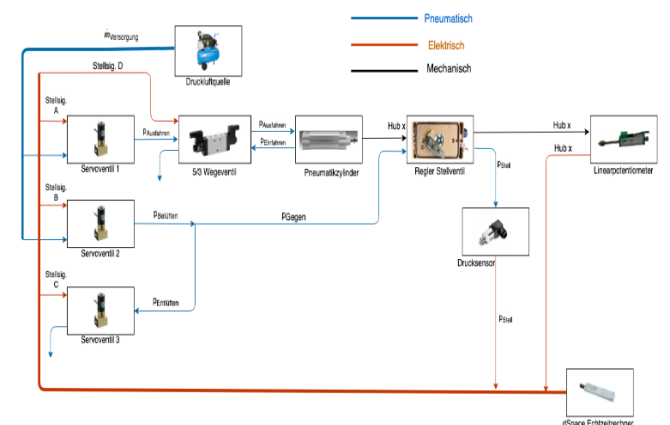 Pneumatisch
ṁVersorgung
Elektrisch
Mechanisch
Stellsig. D
Druckluftquelle
Stellsig.
A
pAusfahren
pAusfahren
pEinfahren
Hub x
Hub x
Hub x
Servoventil 1
5/3 Wegeventil
Pneumatikzylinder
Regler Stellventil
Linearpotentiometer
pStell
Stellsig.
B
pBelüften
pGegen
Servoventil 2
Drucksensor
Stellsig.
C
pEntlüften
pStell
Servoventil 3
dSpace Echtzeitrechner